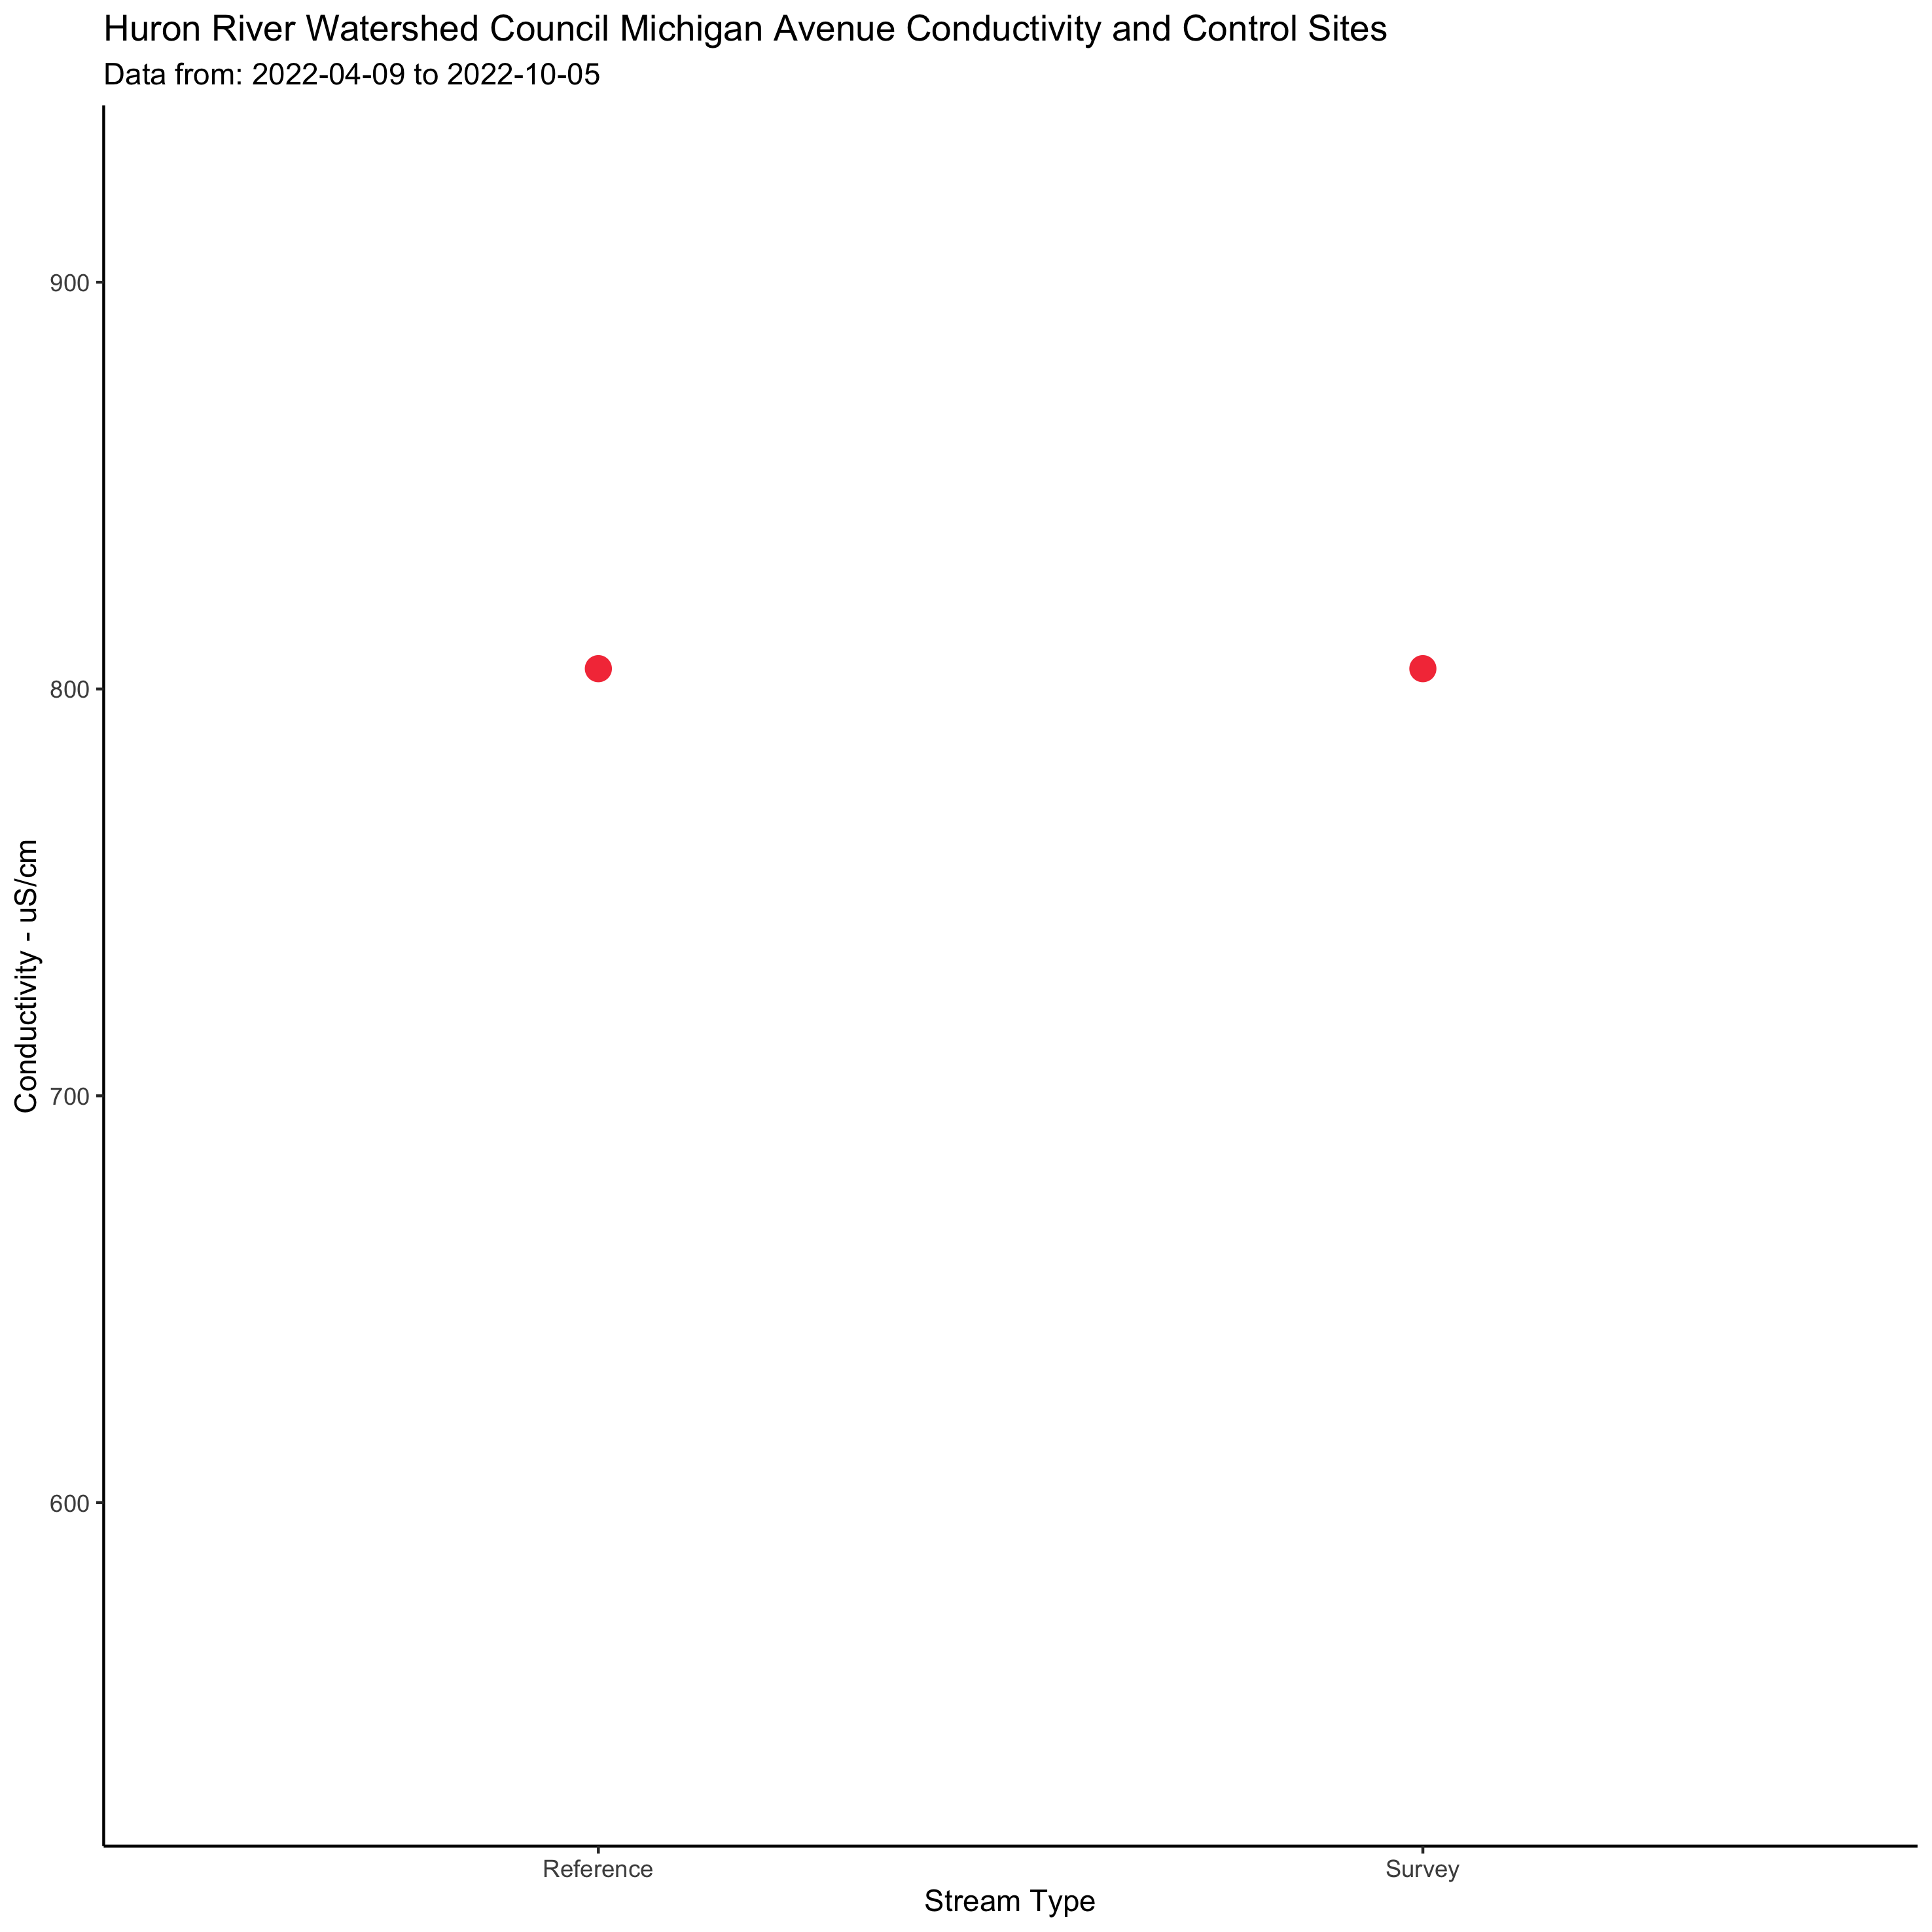 Huron River Watershed Council Michigan Avenue Conductivity and Control Sites
Data from: 2022-04-09 to 2022-10-05
Conductivity - uS/cm
900
800
700
600
Reference
Survey
Stream Type